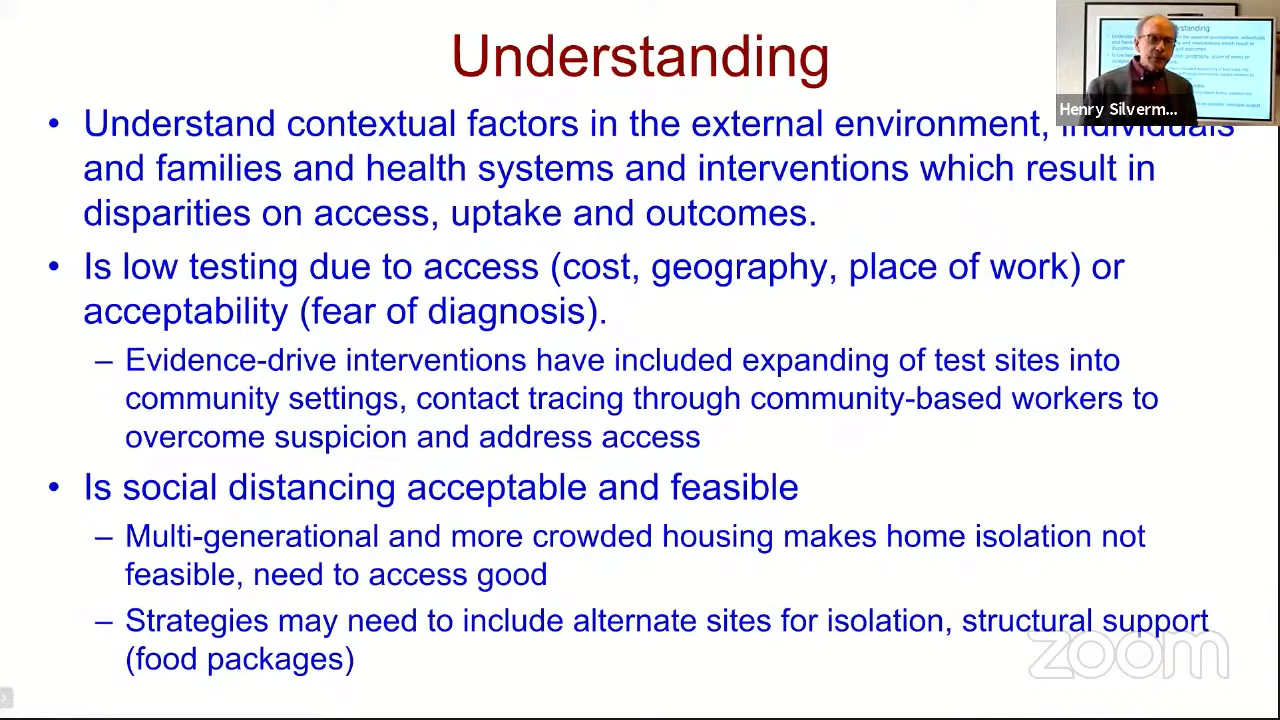 Understanding
Henry Silverm...
• Understand contextual factors in the external environment, individuals
and families and health systems and interventions which result in
disparities on access, uptake and outcomes.
• Is low testing due to access (cost, geography, place of work) or
acceptability (fear of diagnosis).
– Evidence-drive interventions have included expanding of test sites into
community settings, contact tracing through community-based workers to
overcome suspicion and address access
• Is social distancing acceptable and feasible
– Multi-generational and more crowded housing makes home isolation not
feasible, need to access good
– Strategies may need to include alternate sites for isolation, structural support
(food packages)
zoom